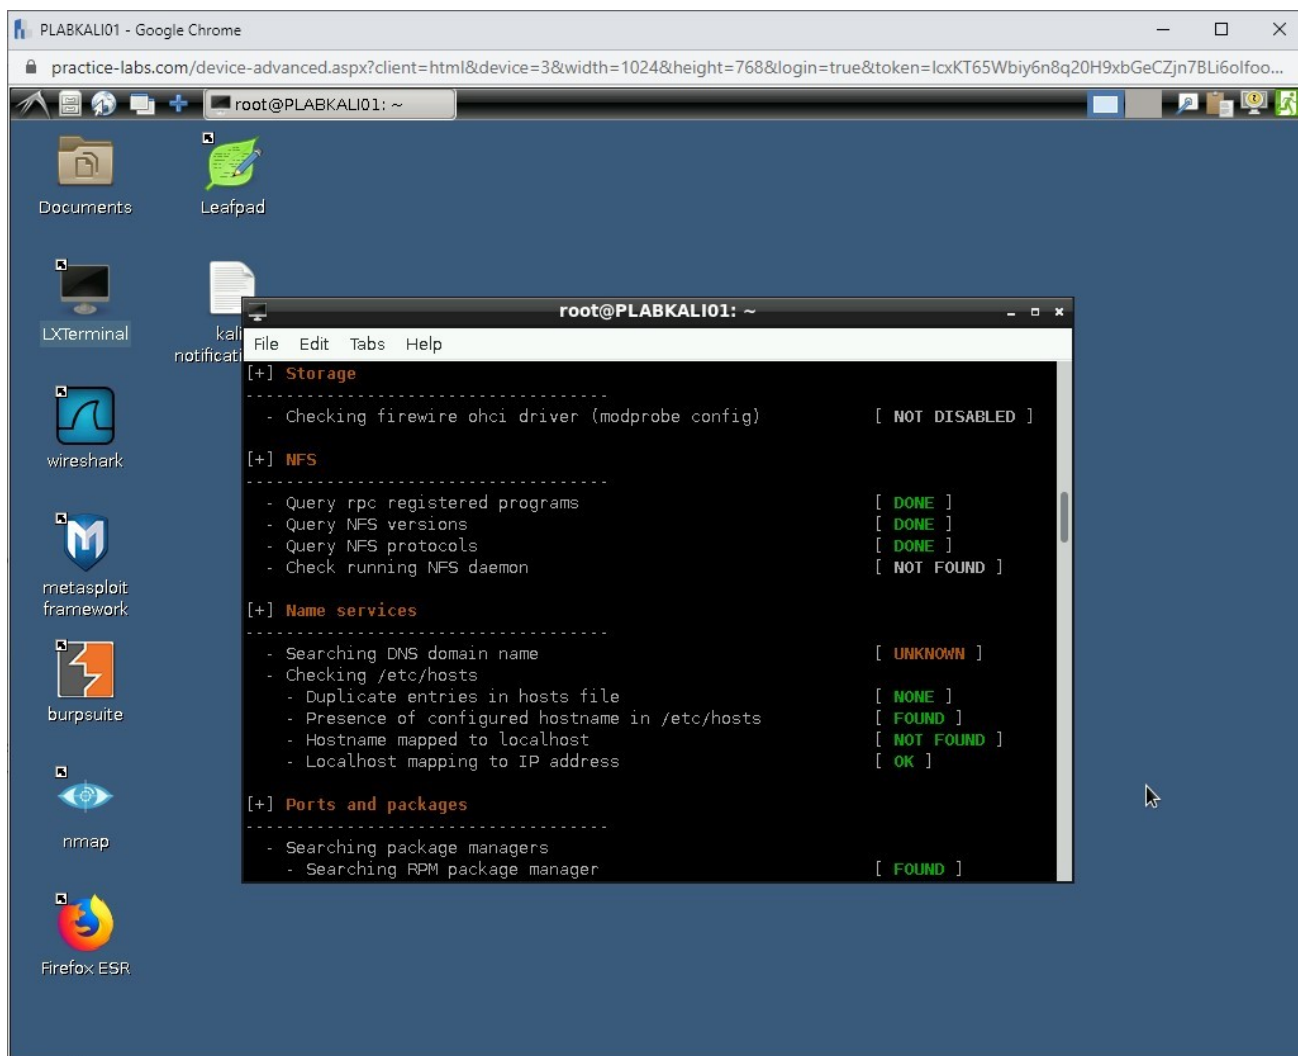 PLABKALI01 - Google Chrome
practice-labs.com/device-advanced.aspx?client=html&device=3&width=1024&height=768&login=true&token=IcxKT65Wbiy6n8q20H9xbGeCZjn7BLi6olfoo...
root@PLABKALI01: ~
Documents
Leafpad
LXTerminal
kali
notificati
wireshark
metasploit
framework
burpsuite
nmap
Firefox ESR
root@PLABKALI01: ~
File Edit Tabs Help
[+] Storage
------------------------------------
- Checking firewire ohci driver (modprobe config) [ NOT DISABLED ]
[+] NFS
------------------------------------
- Query rpc registered programs [ DONE ]
- Query NFS versions [ DONE ]
- Query NFS protocols [ DONE ]
- Check running NFS daemon [ NOT FOUND ]
[+] Name services
------------------------------------
- Searching DNS domain name [ UNKNOWN ]
- Checking /etc/hosts
- Duplicate entries in hosts file [ NONE ]
- Presence of configured hostname in /etc/hosts [ FOUND ]
- Hostname mapped to localhost [ NOT FOUND ]
- Localhost mapping to IP address [ OK ]
[+] Ports and packages
------------------------------------
- Searching package managers
- Searching RPM package manager [ FOUND ]